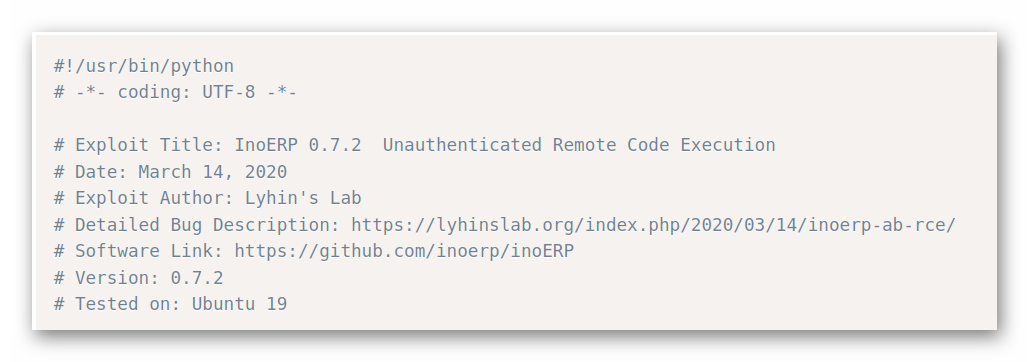 #!/usr/bin/python
# -*- coding: UTF-8 -*-
# Exploit Title: InoERP 0.7.2  Unauthenticated Remote Code Execution
# Date: March 14, 2020
# Exploit Author: Lyhin's Lab
# Detailed Bug Description: https://lyhinslab.org/index.php/2020/03/14/inoerp-ab-rce/
# Software Link: https://github.com/inoerp/inoERP
# Version: 0.7.2
# Tested on: Ubuntu 19